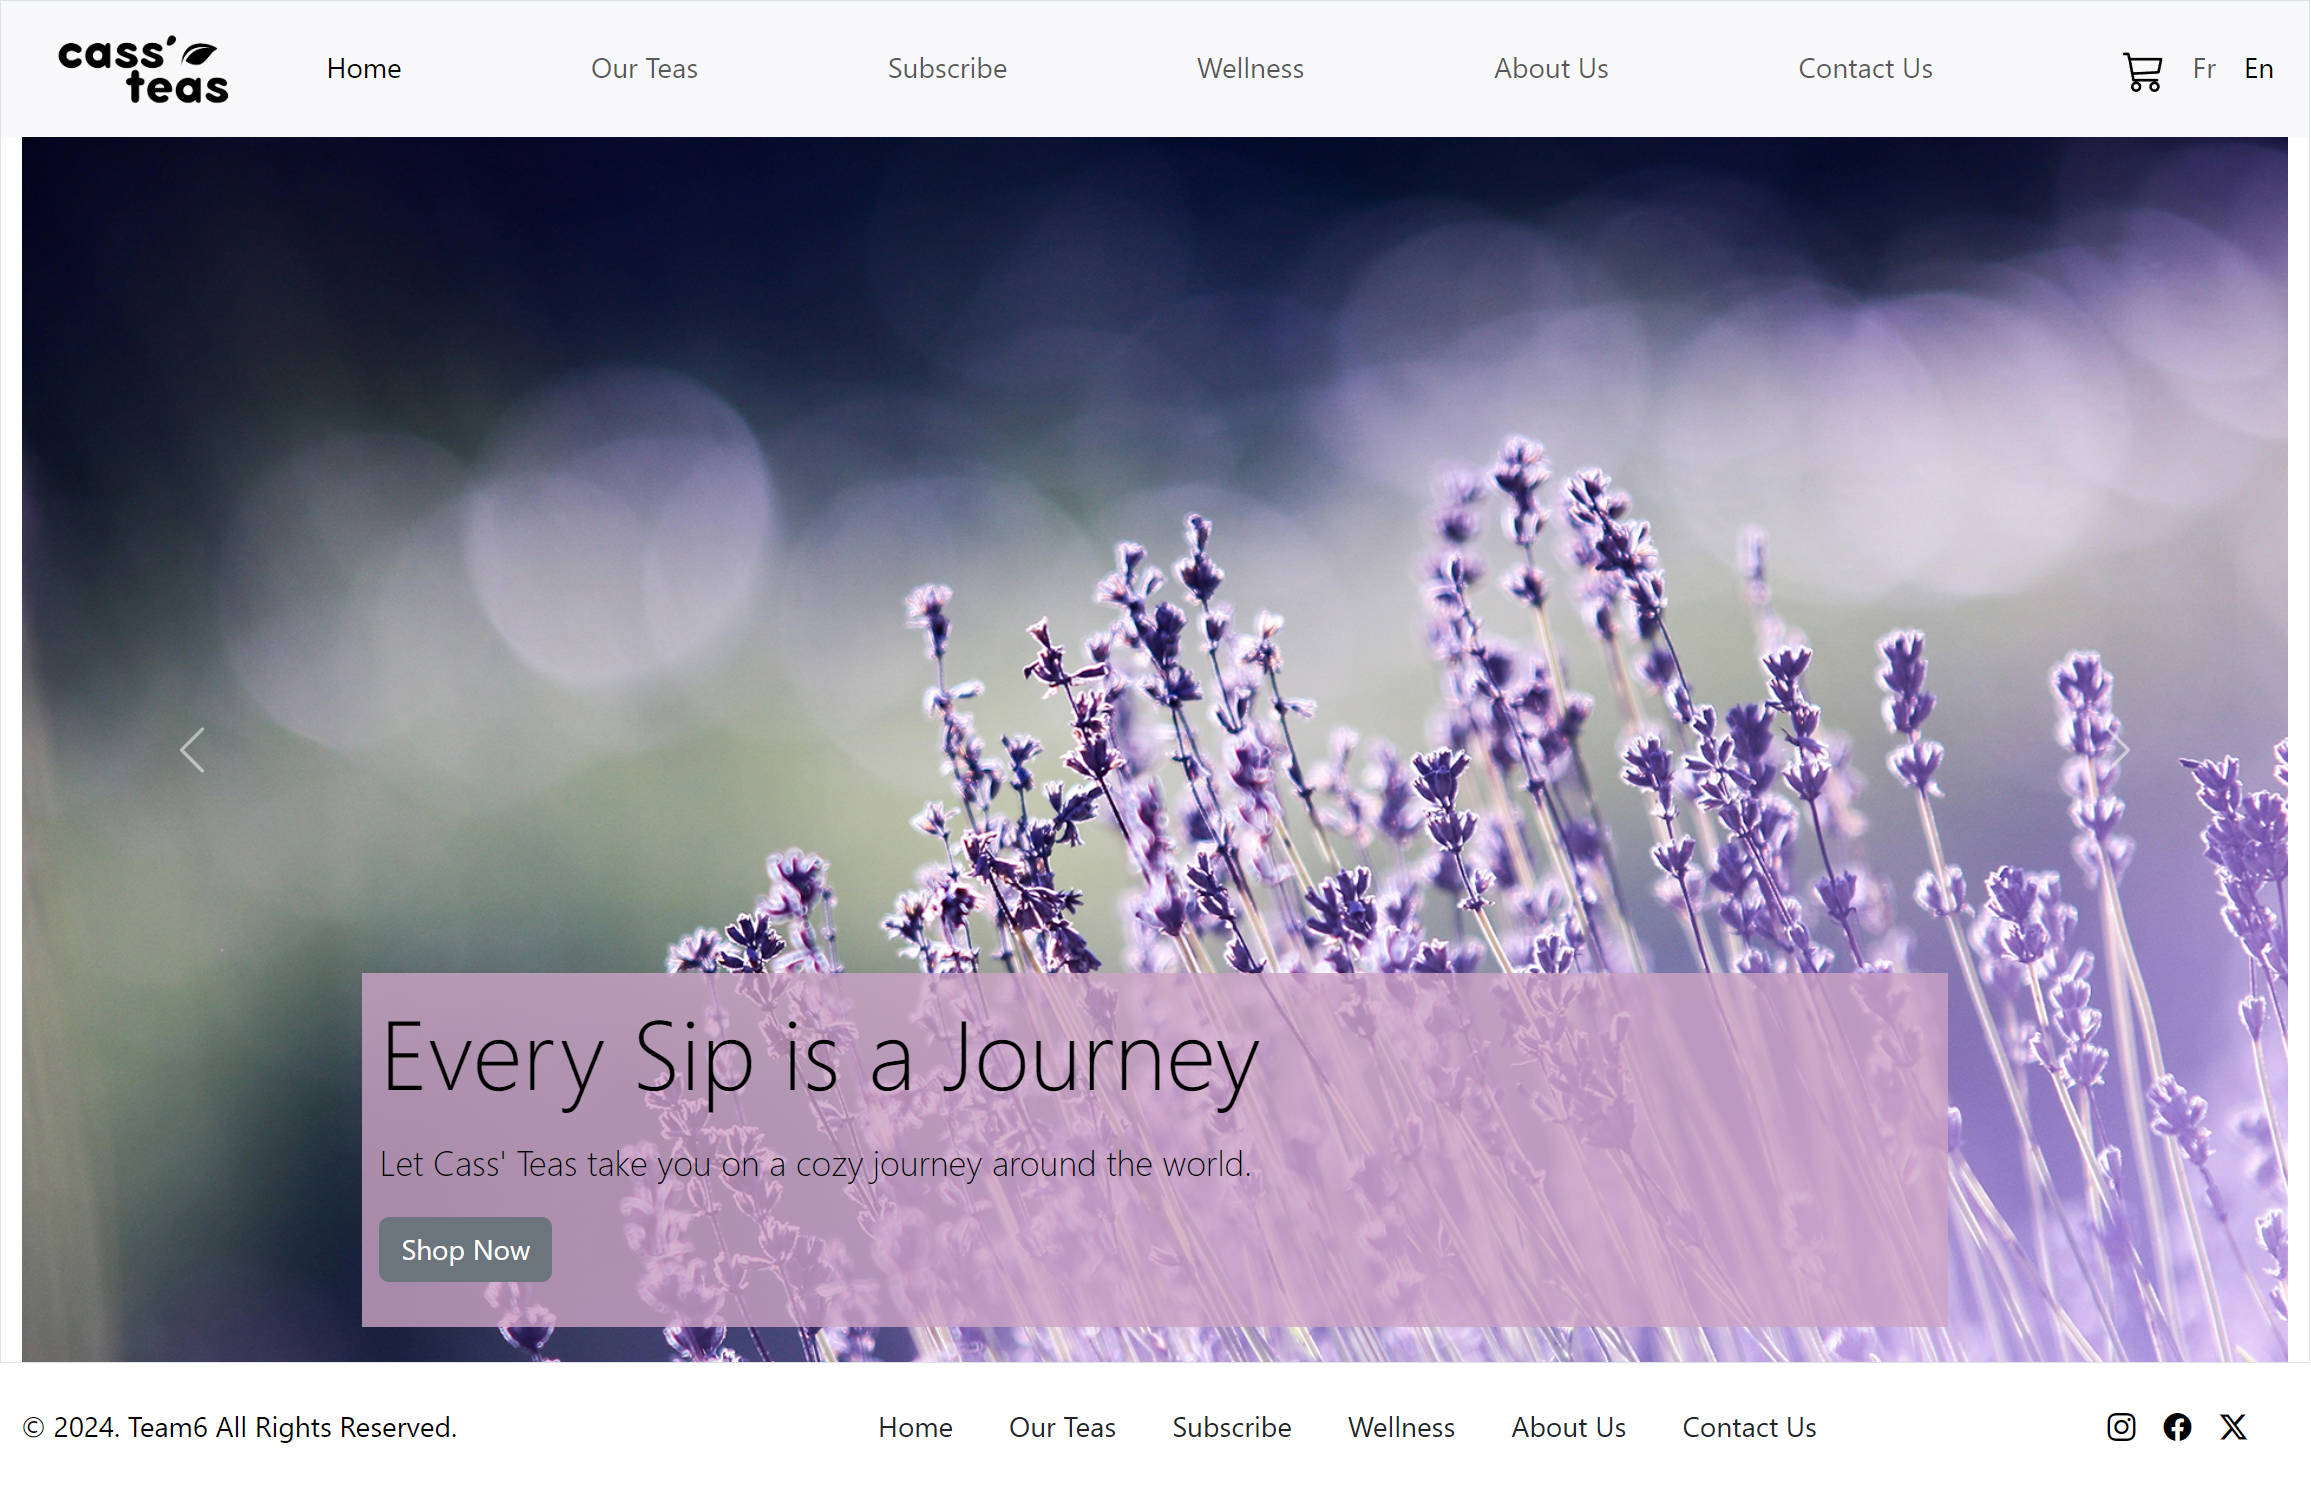 cass'
teas
Home
Our Teas
Subscribe
Wellness
About Us
Contact Us
Fr
En
Every Sip is a Journey
Let Cass' Teas take you on a cozy journey around the world.
Shop Now
© 2024. Team6 All Rights Reserved.
Home
Our Teas
Subscribe
Wellness
About Us
Contact Us